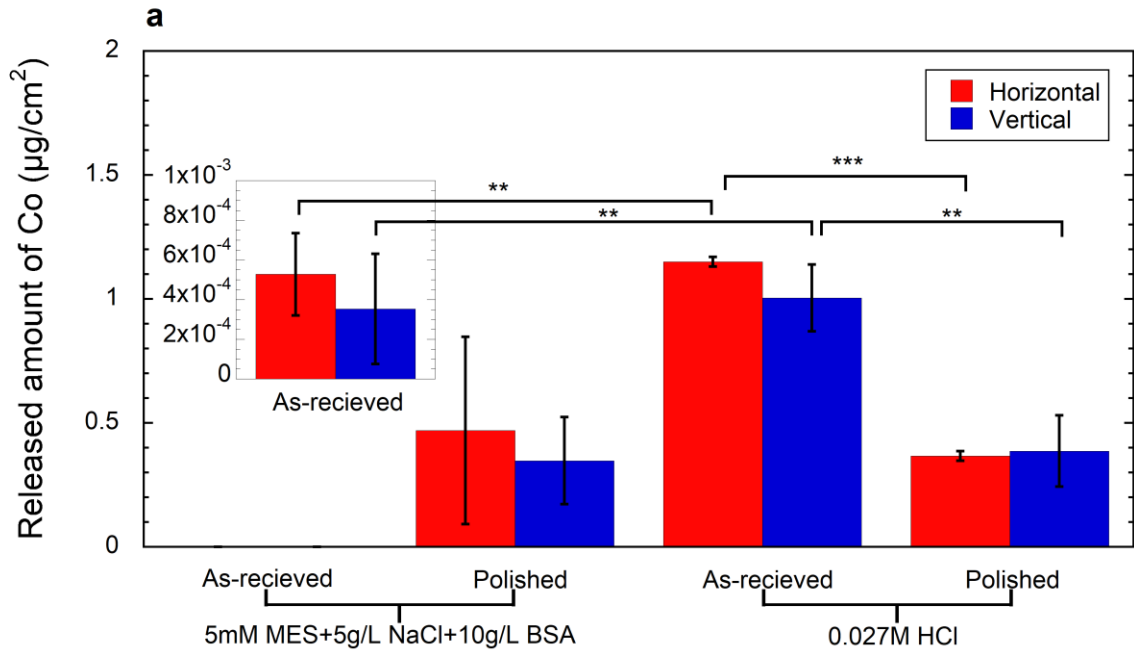 a
Released amount of Co (µg/cm²)
2
1.5
1
0.5
0
Horizontal
Vertical
1x10⁻³
8x10⁻⁴
6x10⁻⁴
4x10⁻⁴
2x10⁻⁴
0
As-recieved
**
**
***
**
As-recieved Polished As-recieved Polished
5mM MES+5g/L NaCl+10g/L BSA 0.027M HCl